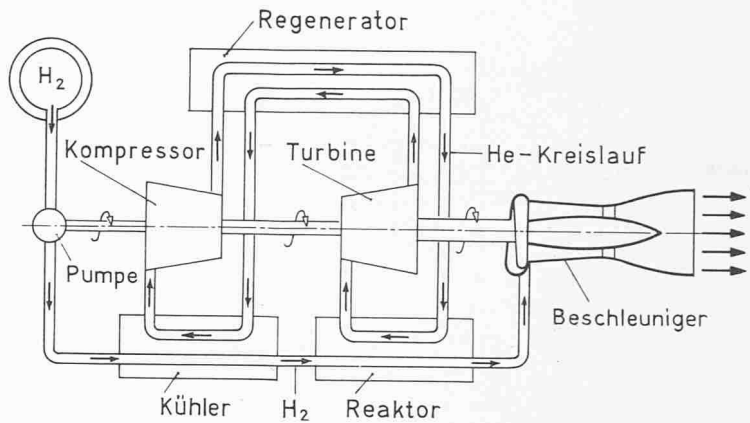 Regenerator
H₂
Kompressor
Turbine
He-Kreislauf
Pumpe
Beschleuniger
Kühler
H₂
Reaktor